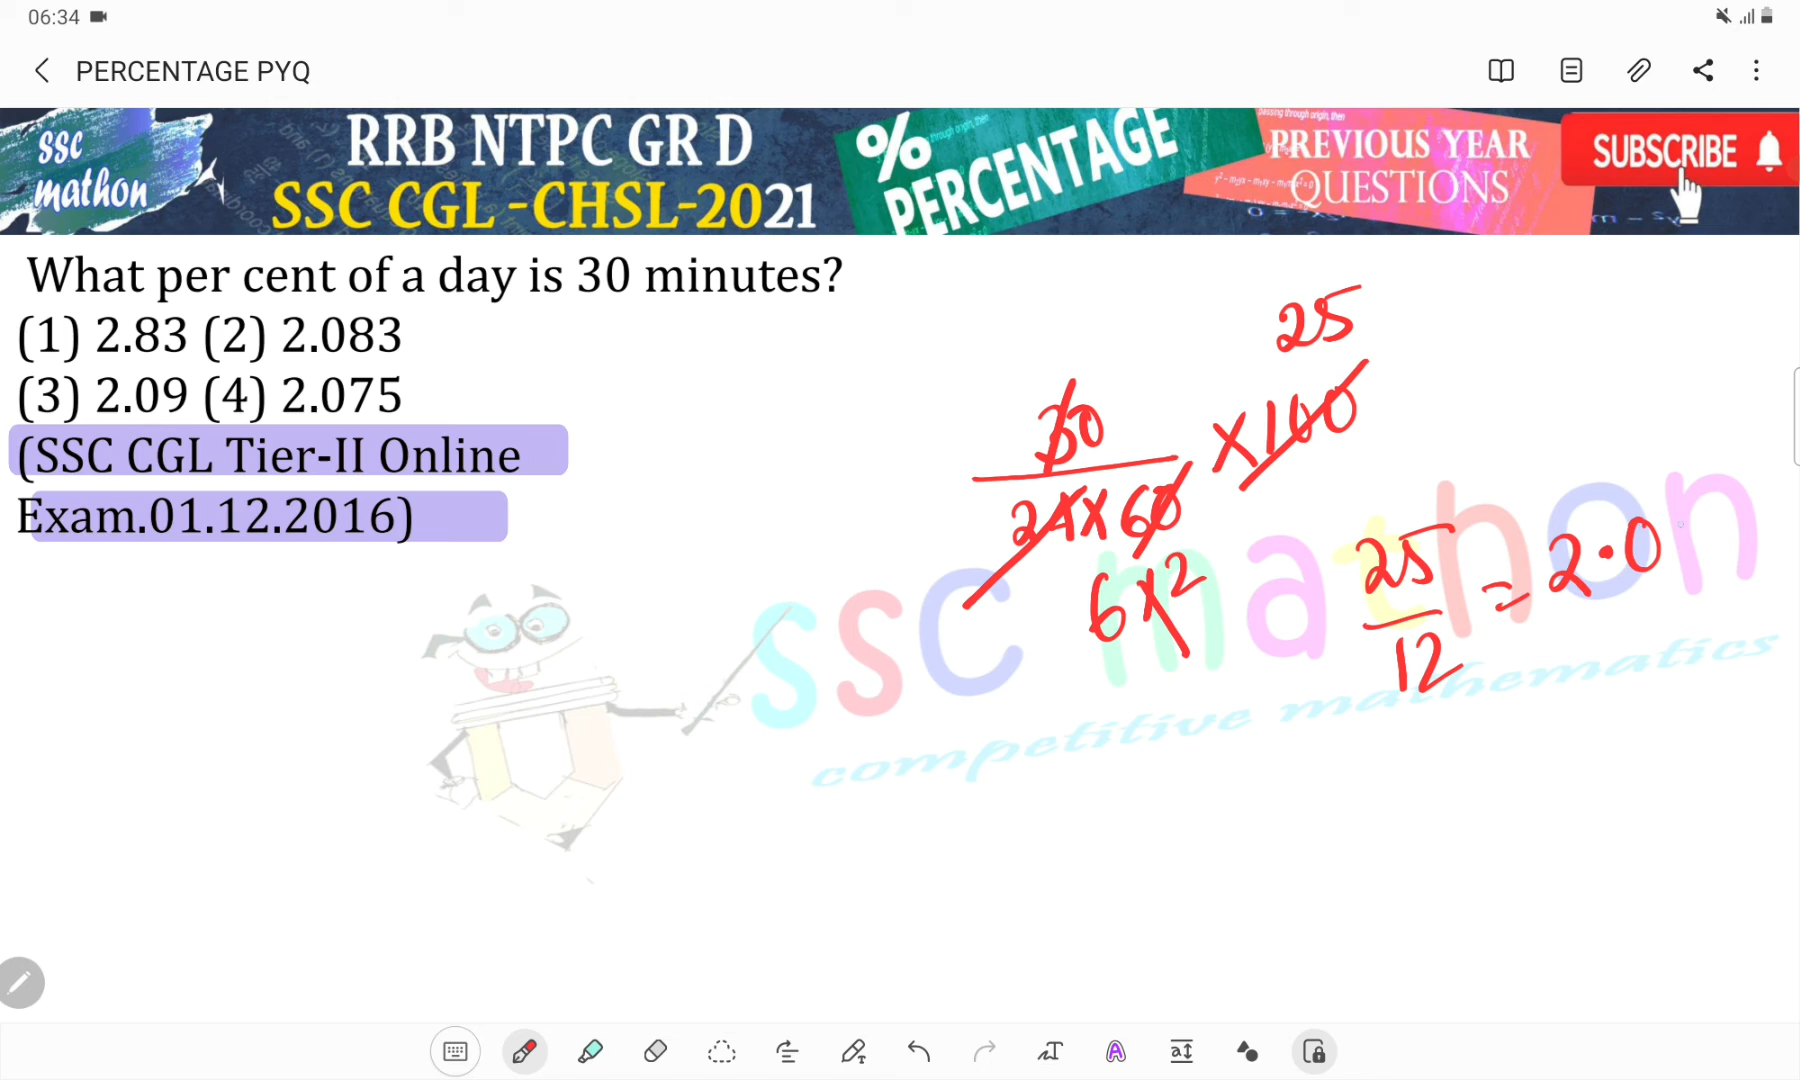 06:34
PERCENTAGE PYQ
ssc
mathon
RRB NTPC GR D
SSC CGL -CHSL-2021
%
PERCENTAGE
PREVIOUS YEAR
QUESTIONS
SUBSCRIBE
What per cent of a day is 30 minutes?
(1) 2.83 (2) 2.083
(3) 2.09 (4) 2.075
(SSC CGL Tier-II Online
Exam.01.12.2016)
25
30
×100
24×60
6×2
25
12
= 2.0
ssc mathon
competitive mathematics